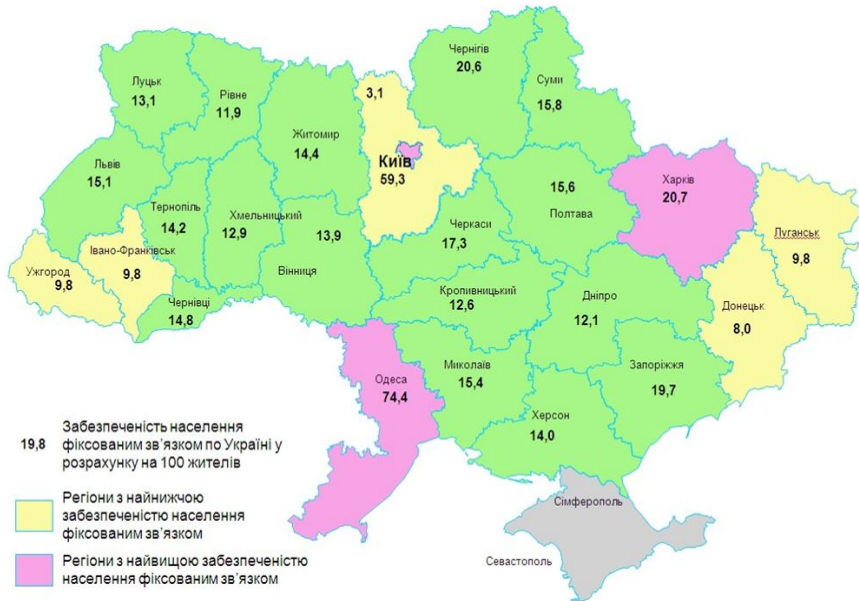 Чернігів
20,6
Суми
15,8
Луцьк
13,1
Рівне
11,9
3,1
Житомир
14,4
Київ
59,3
Львів
15,1
Харків
20,7
15,6
Полтава
Тернопіль
14,2
Хмельницький
12,9
13,9
Вінниця
Черкаси
17,3
Луганськ
9,8
Івано-Франківськ
9,8
Ужгород
9,8
Чернівці
14,8
Кропивницький
12,6
Дніпро
12,1
Донецьк
8,0
Одеса
74,4
Миколаїв
15,4
Запоріжжя
19,7
Херсон
14,0
Сімферополь
Севастополь
19,8
Забезпеченість населення
фіксованим зв’язком по Україні у
розрахунку на 100 жителів
Регіони з найнижчою
забезпеченістю населення
фіксованим зв’язком
Регіони з найвищою забезпеченістю
населення фіксованим зв’язком